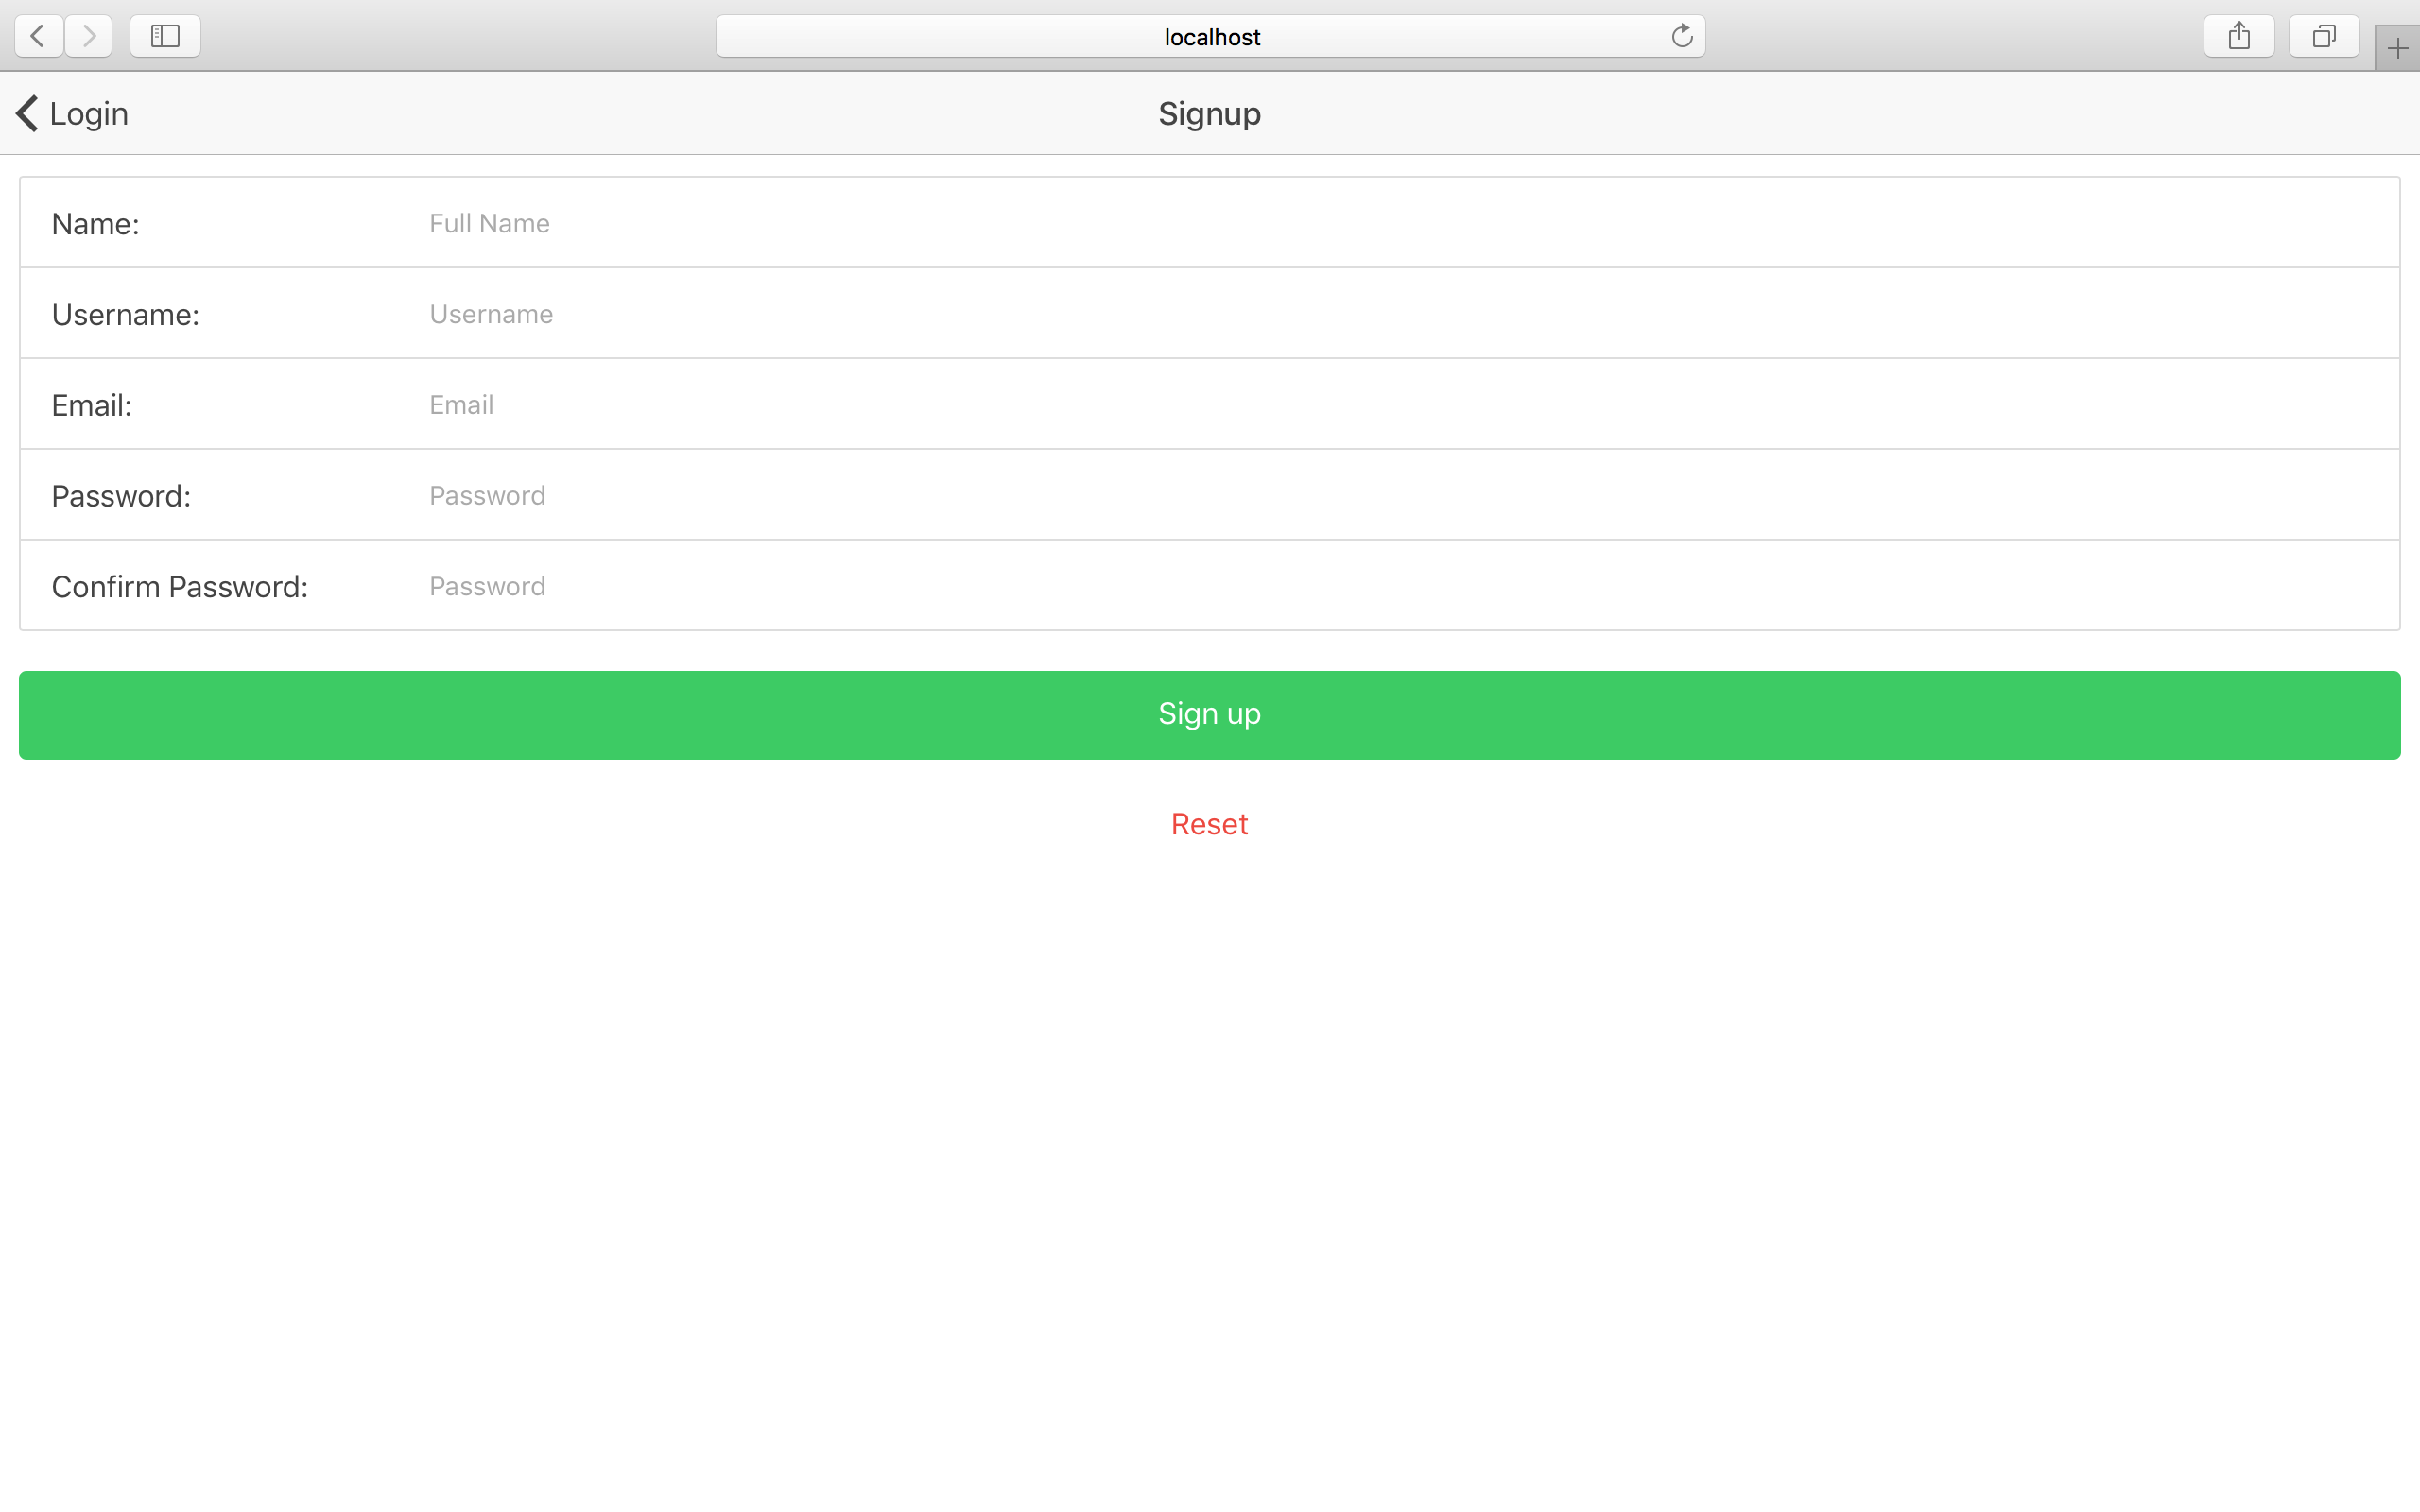 localhost
Login
Signup
Name: Full Name
Username: Username
Email: Email
Password: Password
Confirm Password: Password
Sign up
Reset